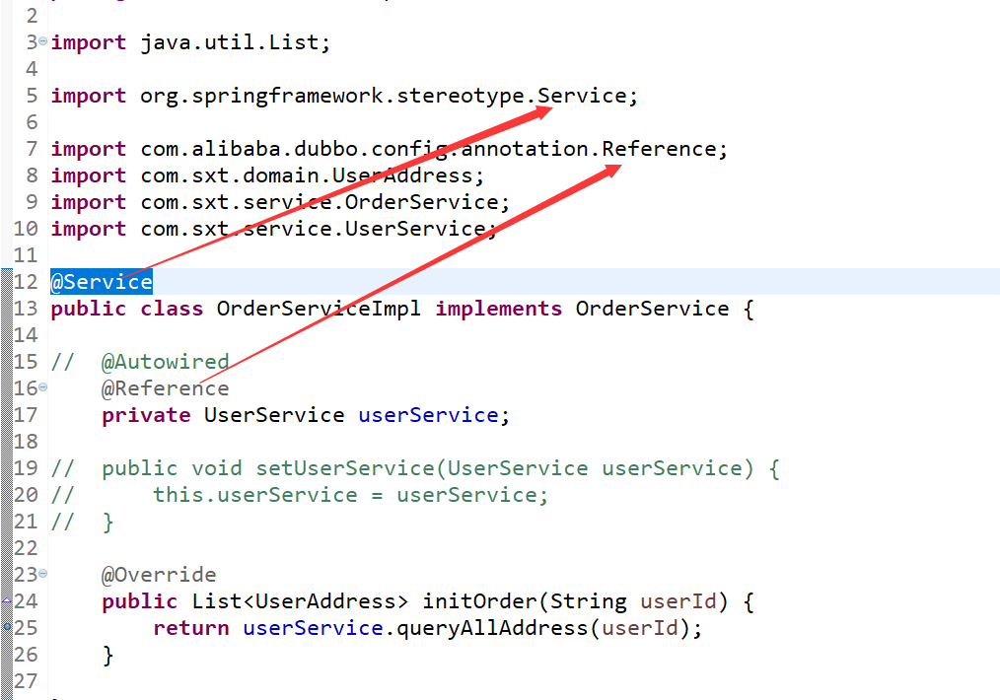 2
3 import java.util.List;
4
5 import org.springframework.stereotype.Service;
6
7 import com.alibaba.dubbo.config.annotation.Reference;
8 import com.sxt.domain.UserAddress;
9 import com.sxt.service.OrderService;
10 import com.sxt.service.UserService;
11
12 @Service
13 public class OrderServiceImpl implements OrderService {
14
15 //  @Autowired
16     @Reference
17     private UserService userService;
18
19 //  public void setUserService(UserService userService) {
20 //      this.userService = userService;
21 //  }
22
23     @Override
24     public List<UserAddress> initOrder(String userId) {
25         return userService.queryAllAddress(userId);
26     }
27